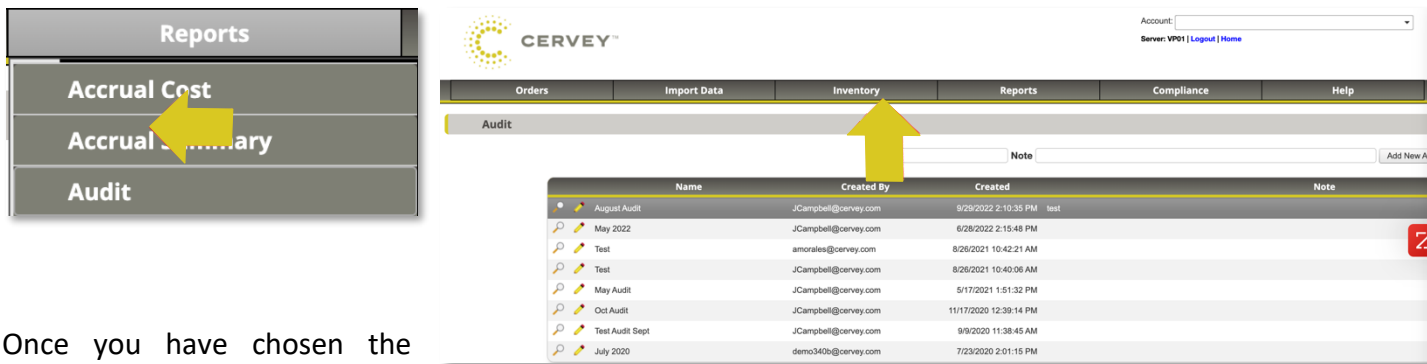 Reports
Accrual Cost
Accrual Summary
Audit
Once you have chosen the
CERVEY™
Account:
Server: VP01 | Logout | Home
Orders Import Data Inventory Reports Compliance Help
Audit
Note Add New A
Name Created By Created Note
August Audit JCampbell@cervey.com 9/29/2022 2:10:35 PM test
May 2022 JCampbell@cervey.com 6/28/2022 2:15:48 PM
Test amorales@cervey.com 8/26/2021 10:42:21 AM
Test JCampbell@cervey.com 8/26/2021 10:40:06 AM
May Audit JCampbell@cervey.com 5/17/2021 1:51:32 PM
Oct Audit JCampbell@cervey.com 11/17/2020 12:39:14 PM
Test Audit Sept JCampbell@cervey.com 9/9/2020 11:38:45 AM
July 2020 demo340b@cervey.com 7/23/2020 2:01:15 PM